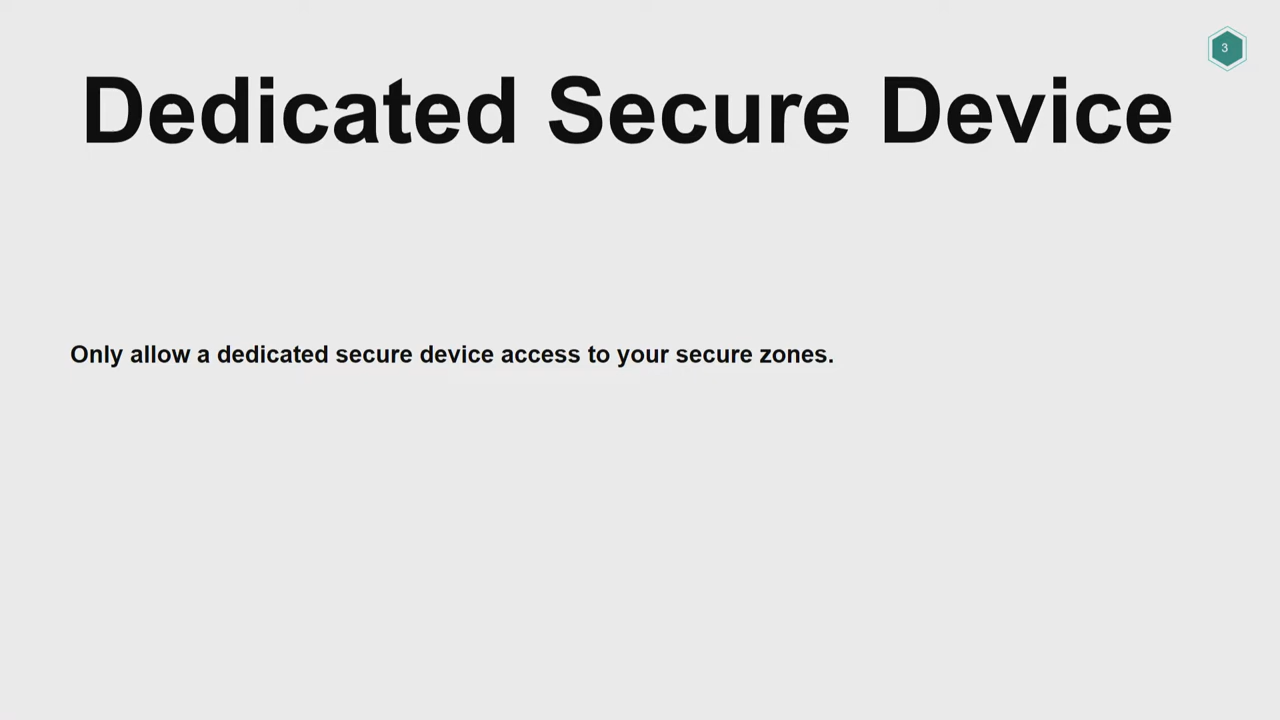 3
Dedicated Secure Device
Only allow a dedicated secure device access to your secure zones.